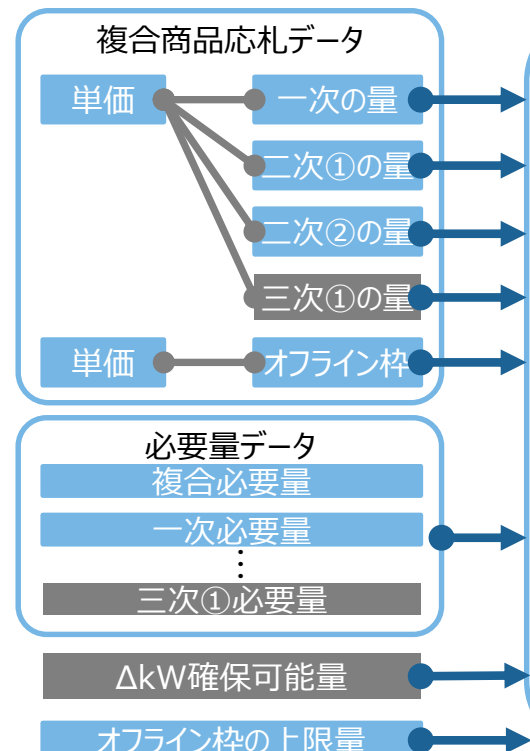 複合商品応札データ
単価 一次の量
二次①の量
二次②の量
三次①の量
単価 オフライン枠
必要量データ
複合必要量
一次必要量
⋮
三次①必要量
ΔkW確保可能量
オフライン枠の上限量